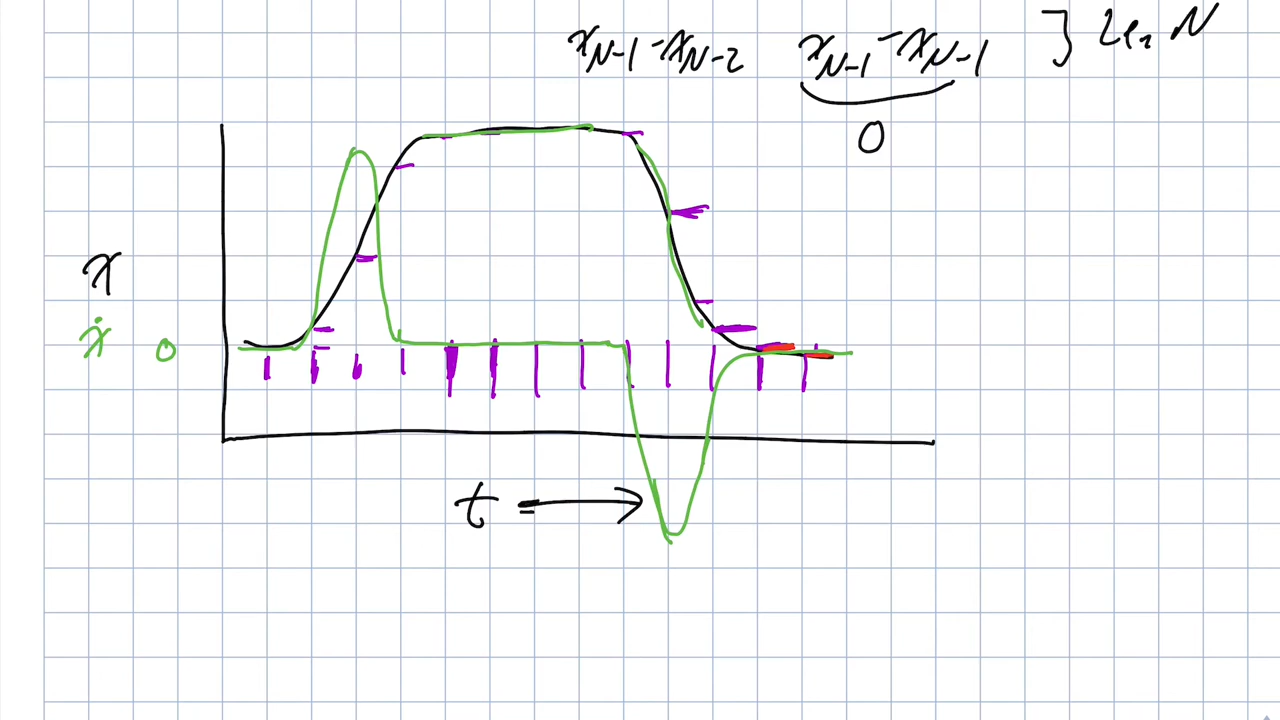 x_{N-1} - x_{N-2} x_{N-1} - x_{N-1} ]
0
x
ẋ 0
t =